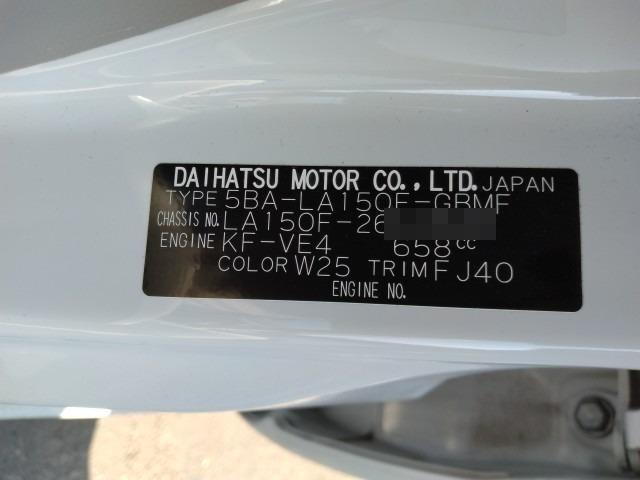 DAIHATSU MOTOR CO., LTD. JAPAN
TYPE 5BA-LA150F-GBMF
CHASSIS NO. LA150F-26
ENGINE KF-VE4 658cc
COLOR W25 TRIM FJ40
ENGINE NO.